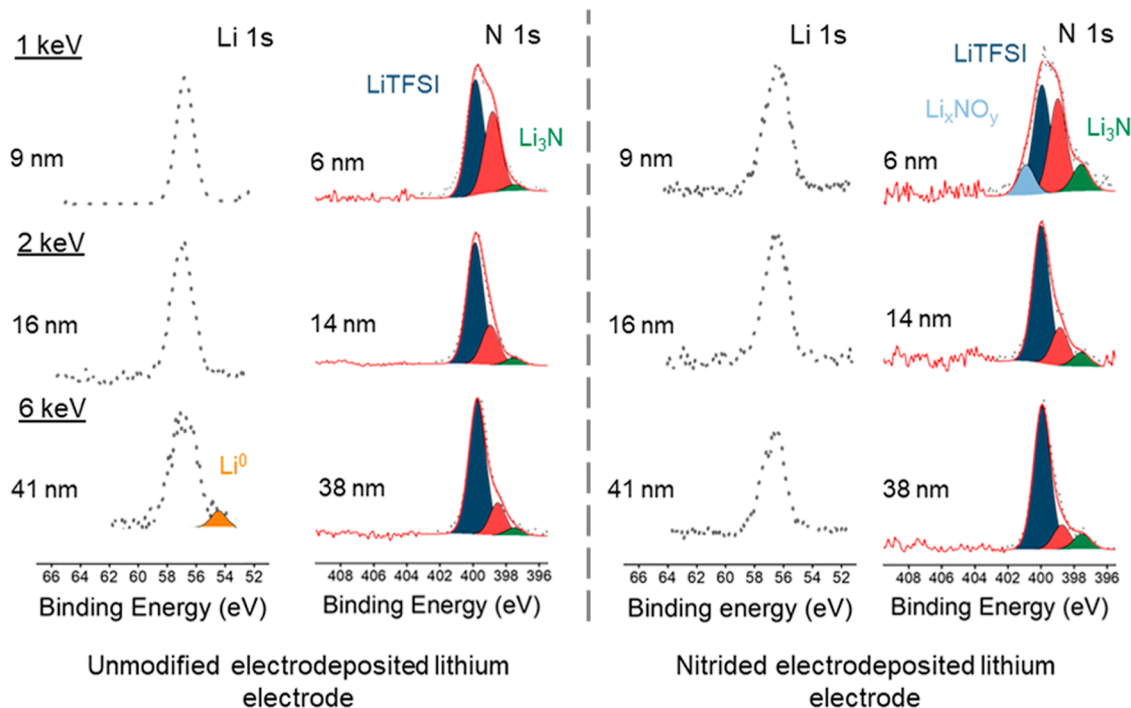 Li 1s
N 1s
1 keV
LiTFSI
Li₃N
9 nm
6 nm
2 keV
16 nm
14 nm
6 keV
Li⁰
41 nm
38 nm
66 64 62 60 58 56 54 52
408 406 404 402 400 398 396
Binding Energy (eV)
Binding Energy (eV)
Unmodified electrodeposited lithium
electrode
Li 1s
N 1s
LiTFSI
LiₓNOᵧ
Li₃N
9 nm
6 nm
16 nm
14 nm
41 nm
38 nm
66 64 62 60 58 56 54 52
408 406 404 402 400 398 396
Binding energy (eV)
Binding Energy (eV)
Nitrided electrodeposited lithium
electrode